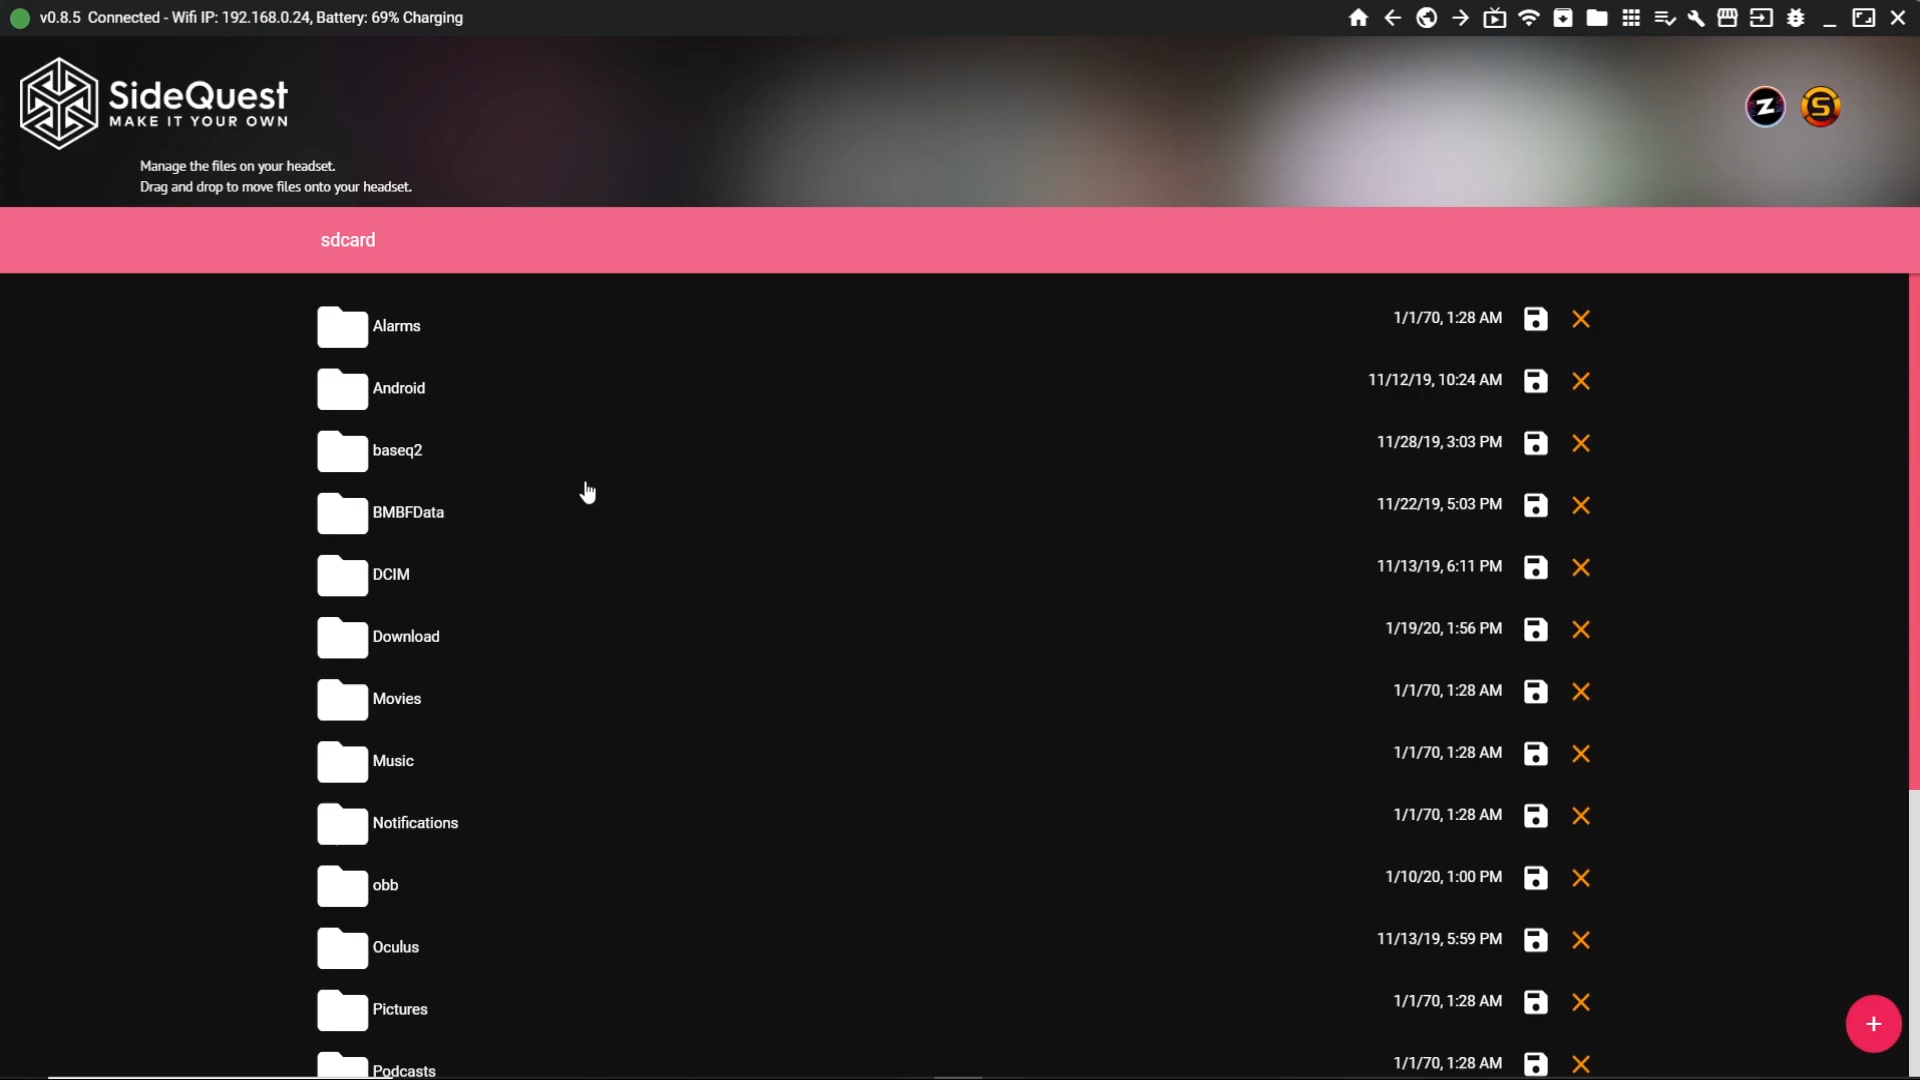 v0.8.5 Connected - Wifi IP: 192.168.0.24, Battery: 69% Charging
SideQuest
MAKE IT YOUR OWN
Z S
Manage the files on your headset.
Drag and drop to move files onto your headset.
sdcard
Alarms 1/1/70, 1:28 AM
Android 11/12/19, 10:24 AM
baseq2 11/28/19, 3:03 PM
BMBFData 11/22/19, 5:03 PM
DCIM 11/13/19, 6:11 PM
Download 1/19/20, 1:56 PM
Movies 1/1/70, 1:28 AM
Music 1/1/70, 1:28 AM
Notifications 1/1/70, 1:28 AM
obb 1/10/20, 1:00 PM
Oculus 11/13/19, 5:59 PM
Pictures 1/1/70, 1:28 AM
Podcasts 1/1/70, 1:28 AM